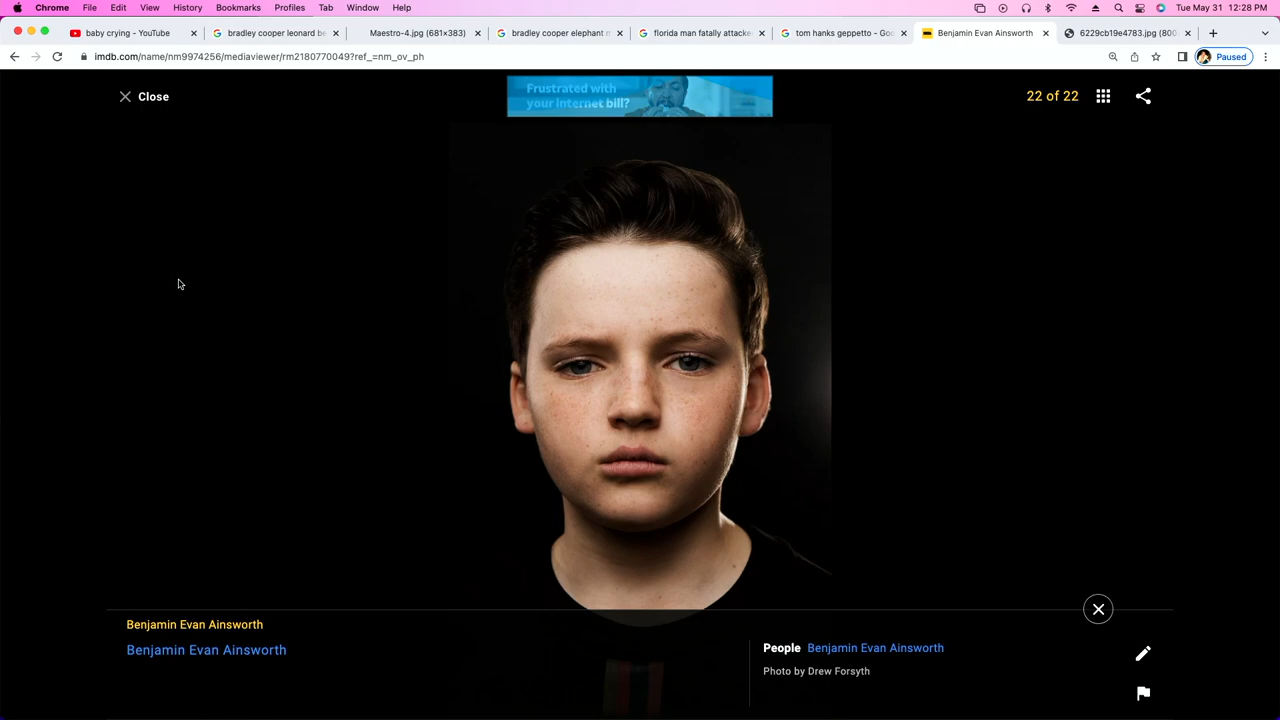 Chrome File Edit View History Bookmarks Profiles Tab Window Help Tue May 31 12:28 PM
baby crying - YouTube
bradley cooper leonard be
Maestro-4.jpg (681×383)
bradley cooper elephant m
florida man fatally attacke
tom hanks geppetto - Goo
Benjamin Evan Ainsworth
6229cb19e4783.jpg (800
imdb.com/name/nm9974256/mediaviewer/rm2180770049?ref_=nm_ov_ph
Paused
Close
Frustrated with
your internet bill?
22 of 22
Benjamin Evan Ainsworth
Benjamin Evan Ainsworth
People Benjamin Evan Ainsworth
Photo by Drew Forsyth